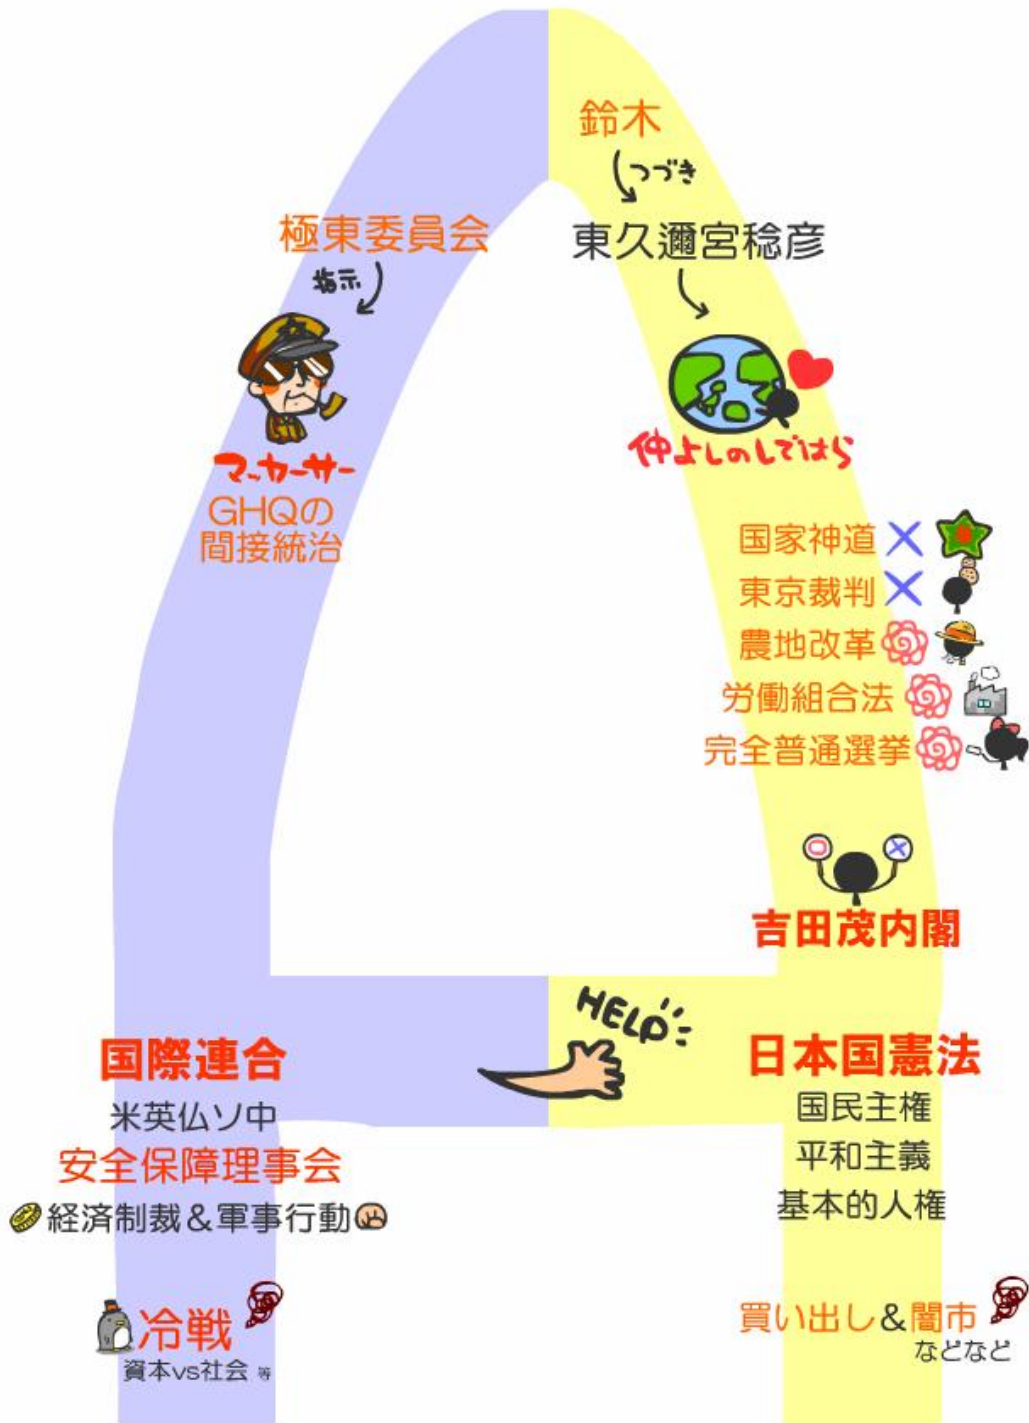 鈴木
つづき
極東委員会
東久邇宮稔彦
指示
マッカーサー
仲よしのしではら
GHQの
間接統治
国家神道
東京裁判
農地改革
労働組合法
完全普通選挙
吉田茂内閣
HELP
国際連合
米英仏ソ中
安全保障理事会
経済制裁&軍事行動
冷戦
資本vs社会 等
日本国憲法
国民主権
平和主義
基本的人権
買い出し&闇市
などなど